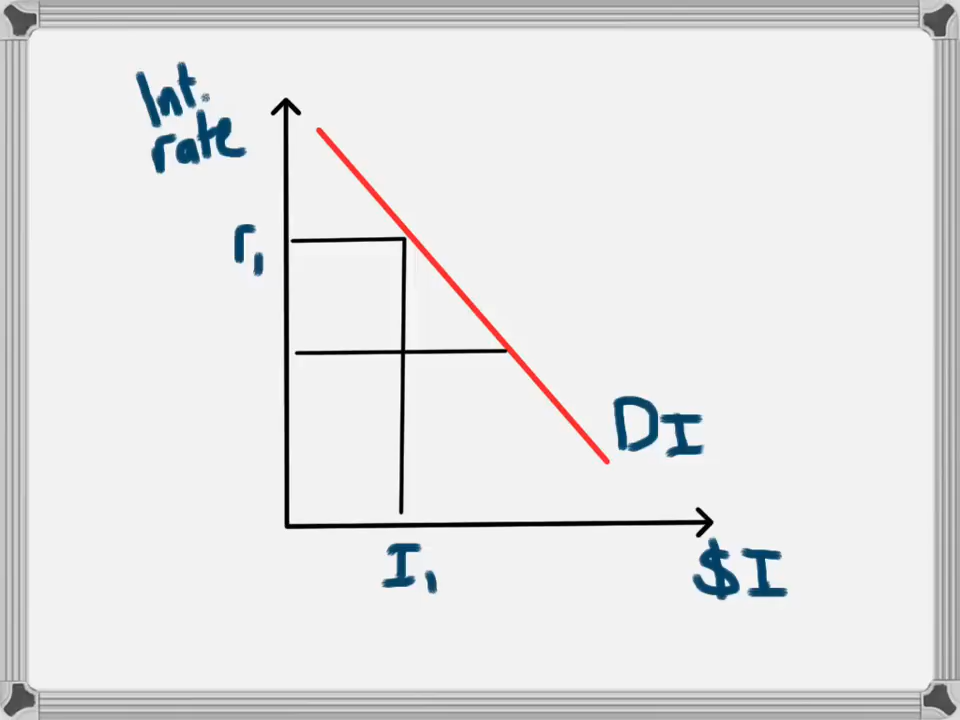 Int.
rate
r₁
DI
I₁
$I